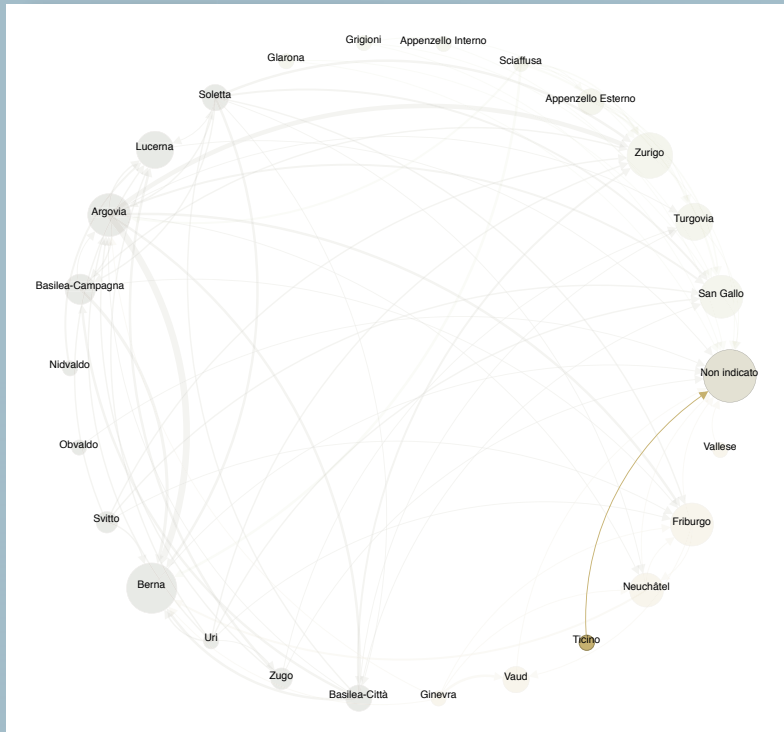 Grigioni
Appenzello Interno
Glarona
Sciaffusa
Soletta
Appenzello Esterno
Lucerna
Zurigo
Argovia
Turgovia
Basilea-Campagna
San Gallo
Nidvaldo
Non indicato
Obvaldo
Vallese
Svitto
Friburgo
Berna
Neuchâtel
Uri
Ticino
Zugo
Vaud
Basilea-Città
Ginevra